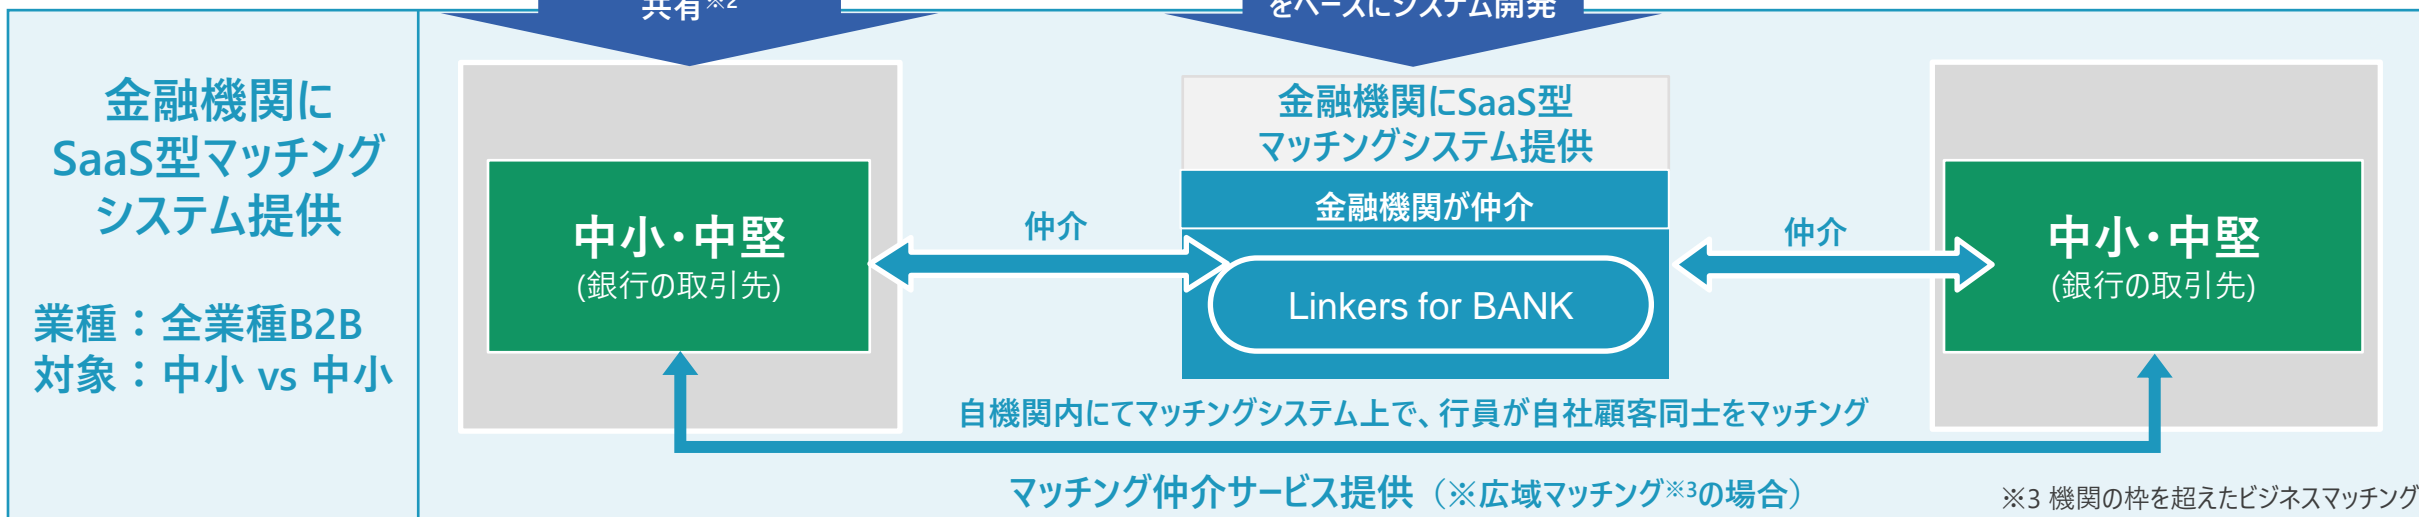 共有※2
をベースにシステム開発
金融機関に
SaaS型マッチング
システム提供
業種：全業種B2B
対象：中小 vs 中小
中小・中堅
(銀行の取引先)
仲介
金融機関にSaaS型
マッチングシステム提供
金融機関が仲介
Linkers for BANK
仲介
中小・中堅
(銀行の取引先)
自機関内にてマッチングシステム上で、行員が自社顧客同士をマッチング
マッチング仲介サービス提供（※広域マッチング※3の場合）
※3 機関の枠を超えたビジネスマッチング